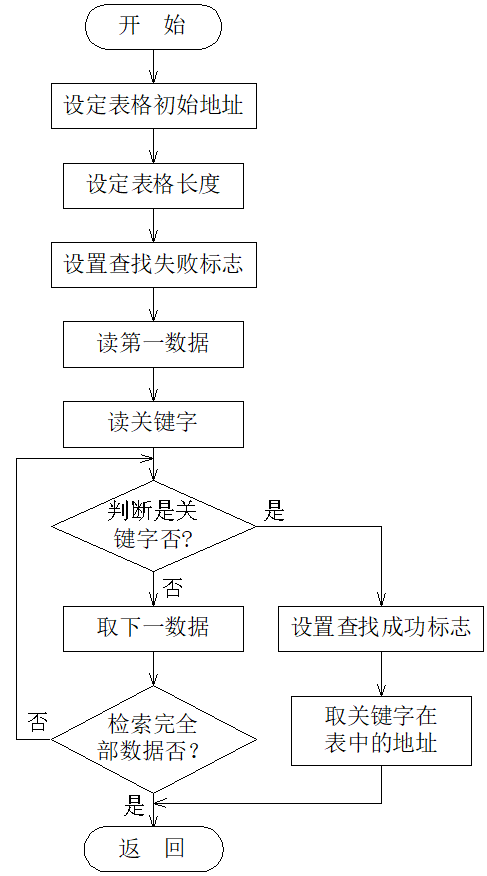 开 始
设定表格初始地址
设定表格长度
设置查找失败标志
读第一数据
读关键字
判断是关
键字否?
是
否
取下一数据
设置查找成功标志
检索完全
部数据否?
否
取关键字在
表中的地址
是
返 回